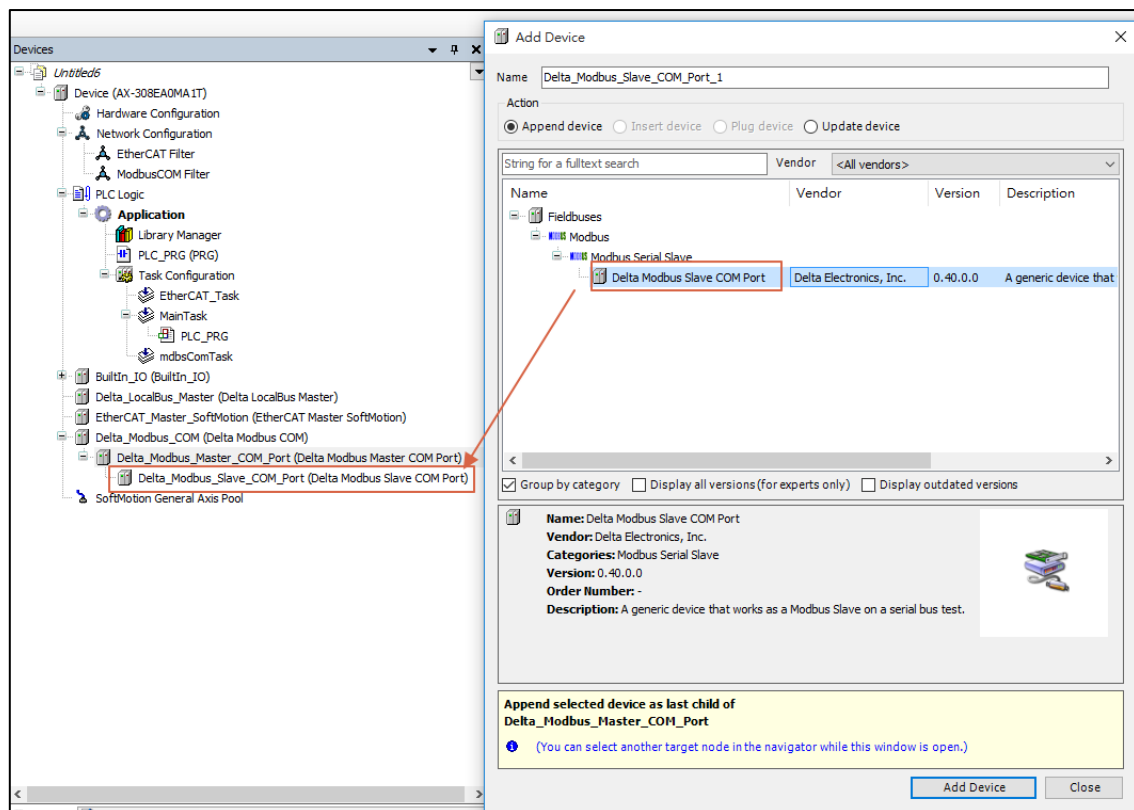 Devices
Untitled6
Device (AX-308EA0MA1T)
Hardware Configuration
Network Configuration
EtherCAT Filter
ModbusCOM Filter
PLC Logic
Application
Library Manager
PLC_PRG (PRG)
Task Configuration
EtherCAT_Task
MainTask
PLC_PRG
mdbsComTask
BuiltIn_IO (BuiltIn_IO)
Delta_LocalBus_Master (Delta LocalBus Master)
EtherCAT_Master_SoftMotion (EtherCAT Master SoftMotion)
Delta_Modbus_COM (Delta Modbus COM)
Delta_Modbus_Master_COM_Port (Delta Modbus Master COM Port)
Delta_Modbus_Slave_COM_Port (Delta Modbus Slave COM Port)
SoftMotion General Axis Pool
Add Device
Name Delta_Modbus_Slave_COM_Port_1
Action
Append device Insert device Plug device Update device
String for a fulltext search Vendor <All vendors>
Name Vendor Version Description
Fieldbuses
Modbus
Modbus Serial Slave
Delta Modbus Slave COM Port Delta Electronics, Inc. 0.40.0.0 A generic device that
Group by category Display all versions (for experts only) Display outdated versions
Name: Delta Modbus Slave COM Port
Vendor: Delta Electronics, Inc.
Categories: Modbus Serial Slave
Version: 0.40.0.0
Order Number: -
Description: A generic device that works as a Modbus Slave on a serial bus test.
Append selected device as last child of
Delta_Modbus_Master_COM_Port
(You can select another target node in the navigator while this window is open.)
Add Device Close